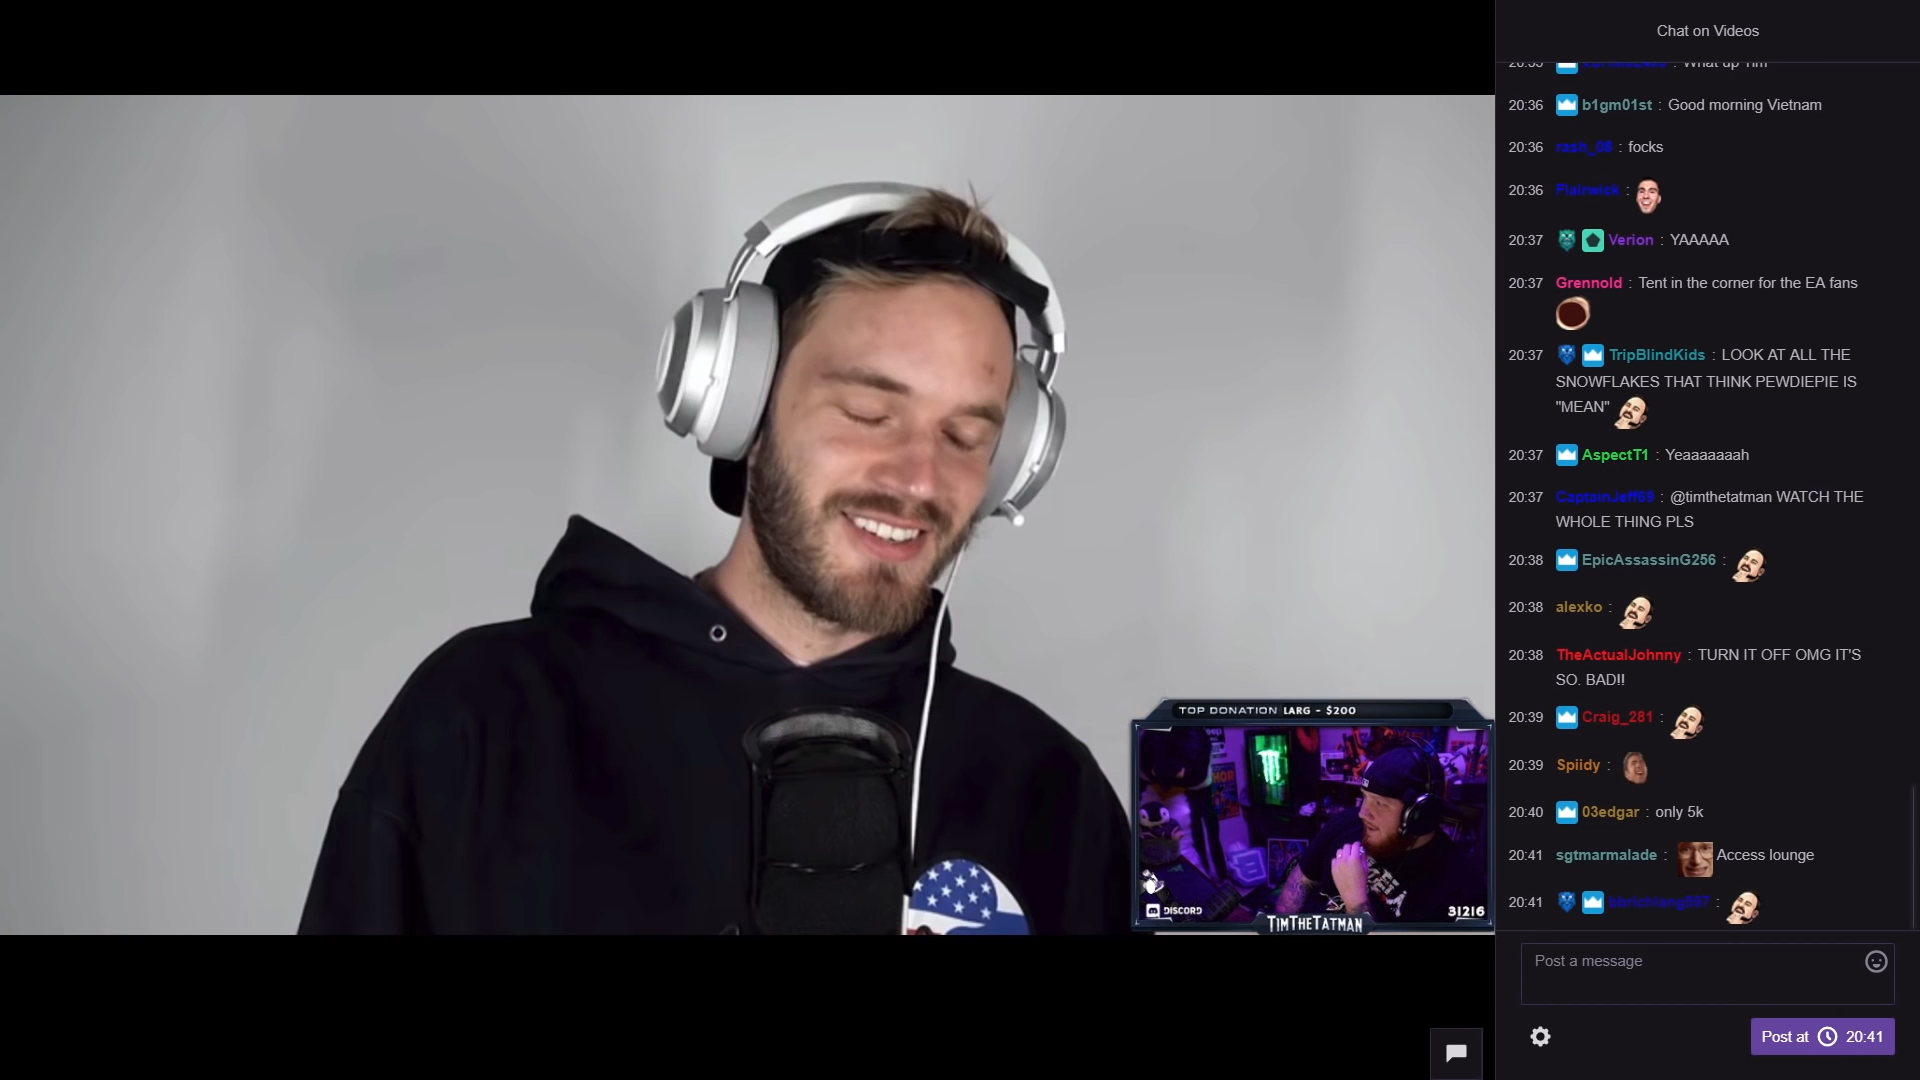 TOP DONATION LARG - $200
DISCORD
31216
TIMTHETATMAN
Chat on Videos
20:36 b1gm01st : Good morning Vietnam
20:36 rash_08 : focks
20:36 Flairwick :
20:37 Verion : YAAAAA
20:37 Grennold : Tent in the corner for the EA fans
20:37 TripBlindKids : LOOK AT ALL THE
SNOWFLAKES THAT THINK PEWDIEPIE IS
"MEAN"
20:37 AspectT1 : Yeaaaaaaah
20:37 CaptainJeff69 : @timthetatman WATCH THE
WHOLE THING PLS
20:38 EpicAssassinG256 :
20:38 alexko :
20:38 TheActualJohnny : TURN IT OFF OMG IT'S
SO. BAD!!
20:39 Craig_281 :
20:39 Spiidy :
20:40 03edgar : only 5k
20:41 sgtmarmalade : Access lounge
20:41
Post a message
Post at 20:41